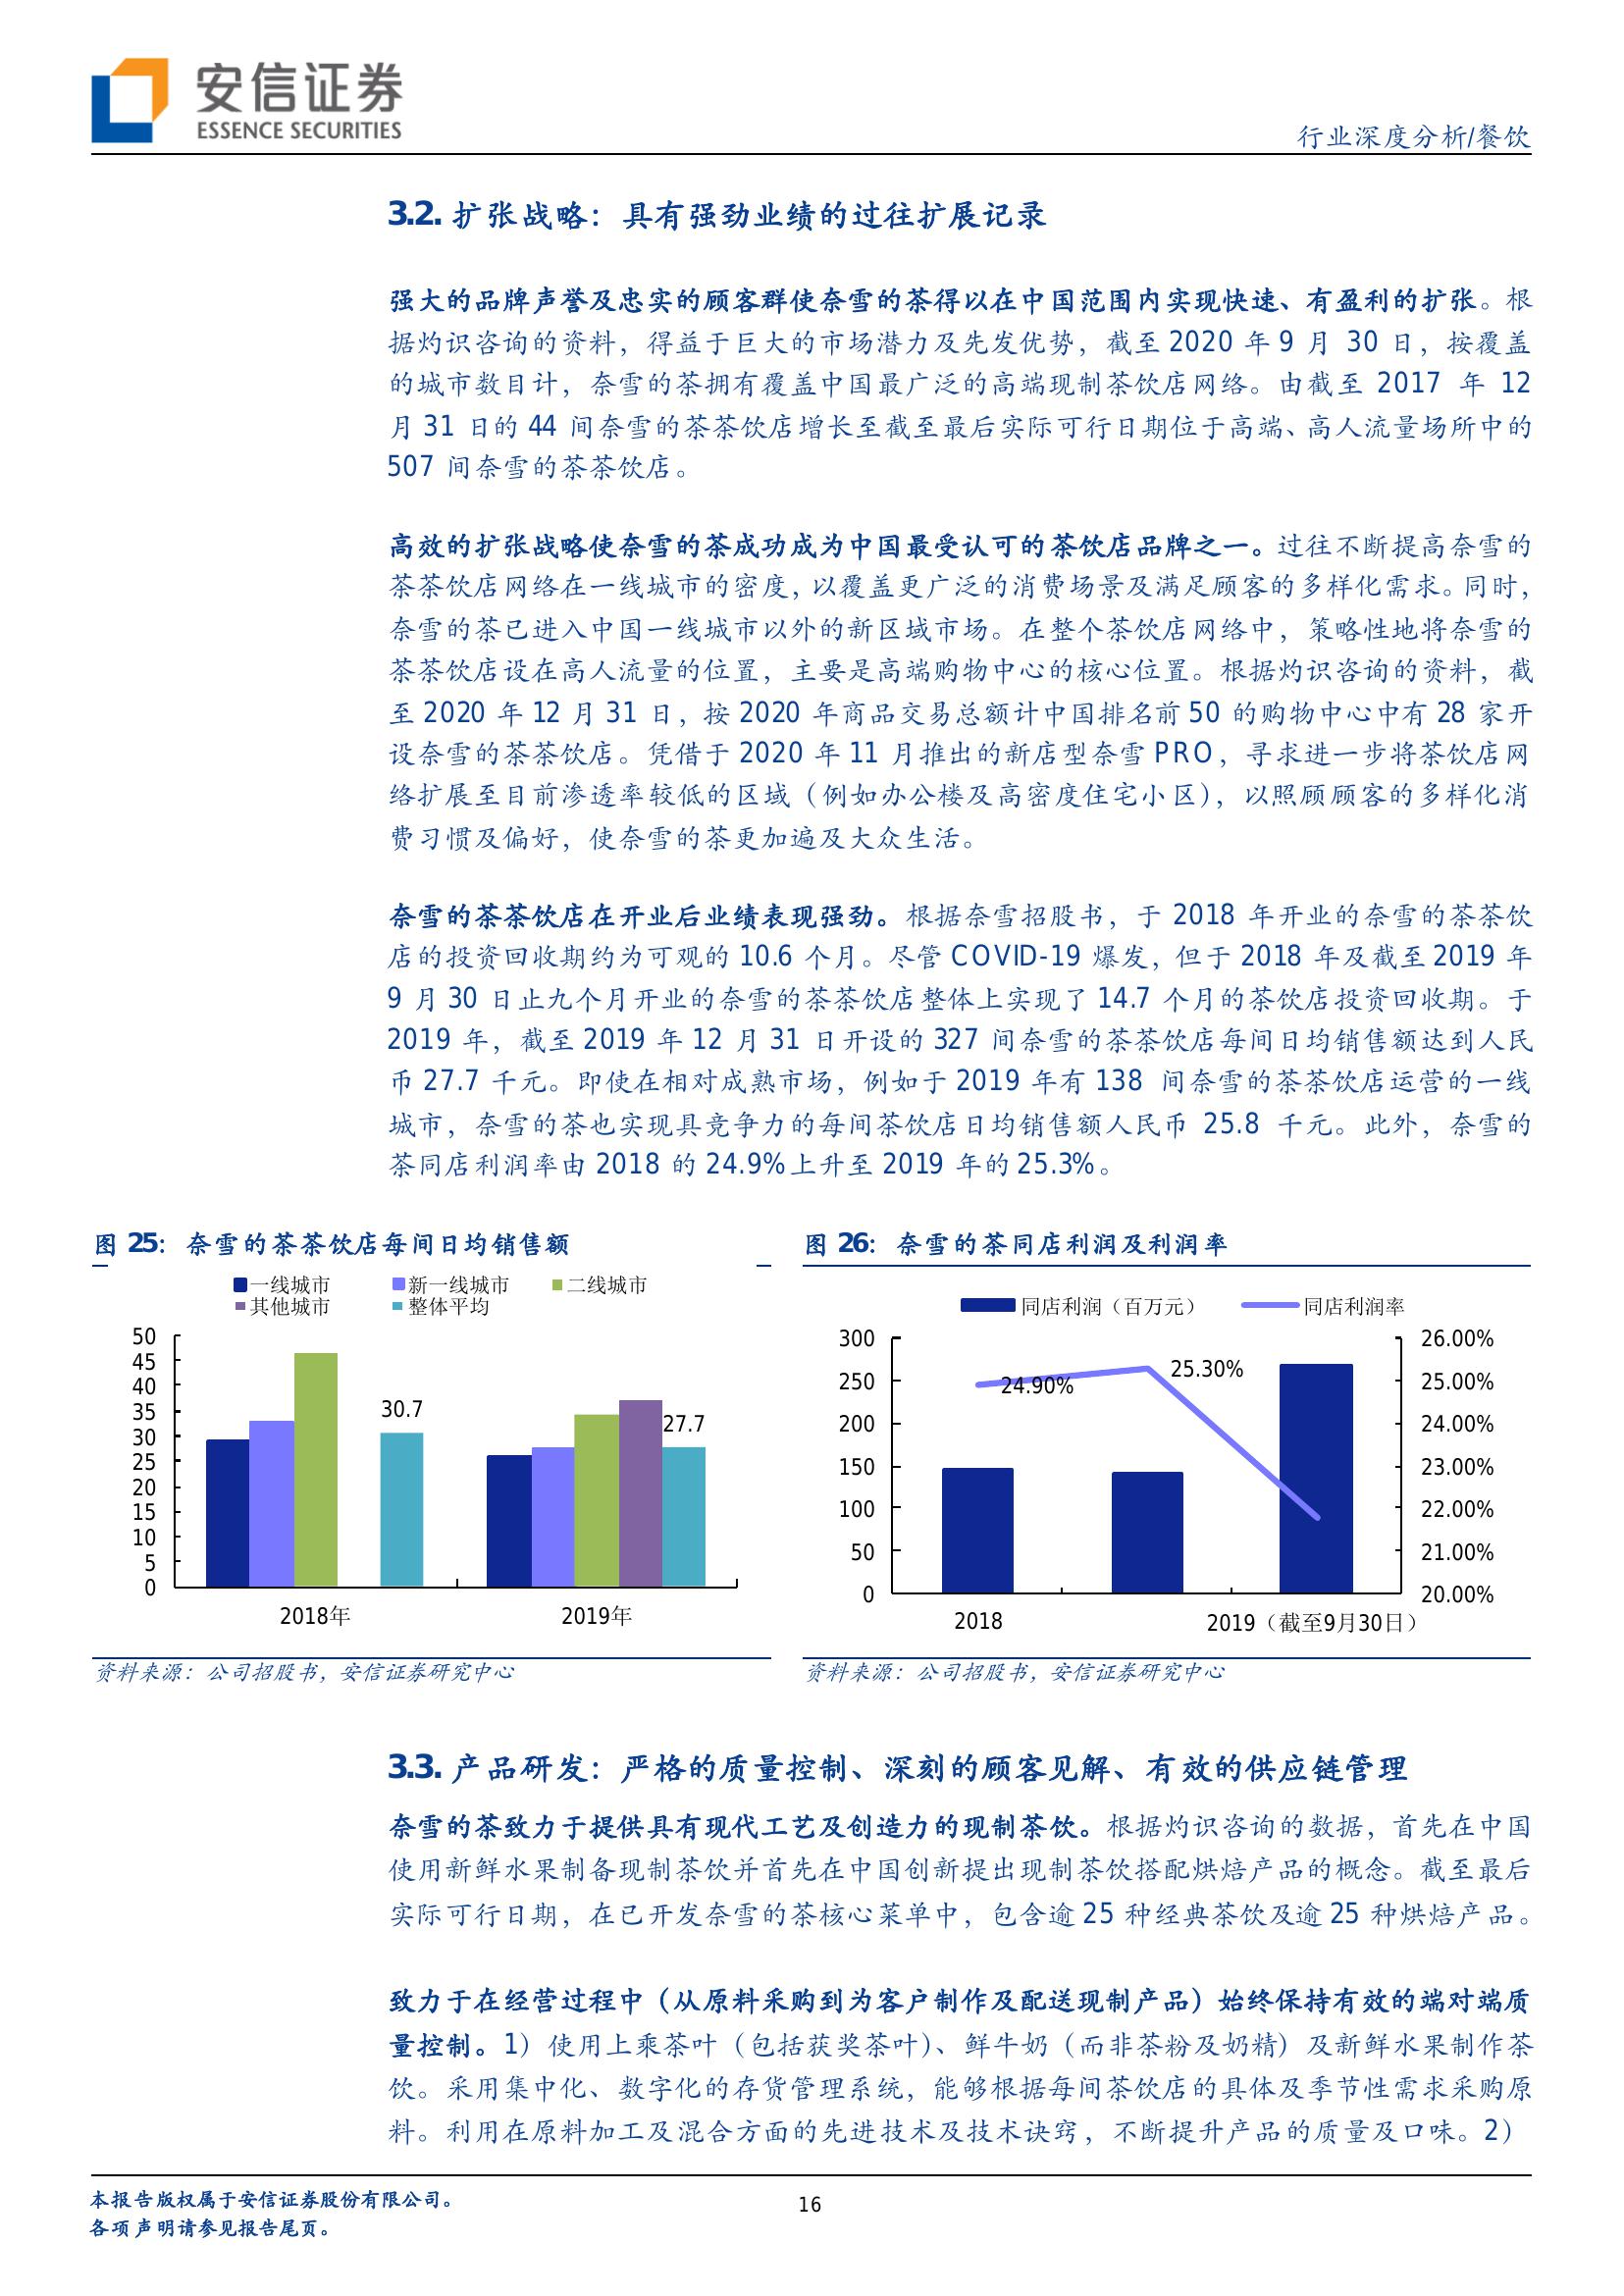 安信证券
ESSENCE SECURITIES
行业深度分析/餐饮
3.2. 扩张战略：具有强劲业绩的过往扩展记录
强大的品牌声誉及忠实的顾客群使奈雪的茶得以在中国范围内实现快速、有盈利的扩张。根
据灼识咨询的资料，得益于巨大的市场潜力及先发优势，截至 2020 年 9 月 30 日，按覆盖
的城市数目计，奈雪的茶拥有覆盖中国最广泛的高端现制茶饮店网络。由截至 2017 年 12
月 31 日的 44 间奈雪的茶茶饮店增长至截至最后实际可行日期位于高端、高人流量场所中的
507 间奈雪的茶茶饮店。
高效的扩张战略使奈雪的茶成功成为中国最受认可的茶饮店品牌之一。过往不断提高奈雪的
茶茶饮店网络在一线城市的密度，以覆盖更广泛的消费场景及满足顾客的多样化需求。同时，
奈雪的茶已进入中国一线城市以外的新区域市场。在整个茶饮店网络中，策略性地将奈雪的
茶茶饮店设在高人流量的位置，主要是高端购物中心的核心位置。根据灼识咨询的资料，截
至 2020 年 12 月 31 日，按 2020 年商品交易总额计中国排名前 50 的购物中心中有 28 家开
设奈雪的茶茶饮店。凭借于 2020 年 11 月推出的新店型奈雪 PRO，寻求进一步将茶饮店网
络扩展至目前渗透率较低的区域（例如办公楼及高密度住宅小区），以照顾顾客的多样化消
费习惯及偏好，使奈雪的茶更加遍及大众生活。
奈雪的茶茶饮店在开业后业绩表现强劲。根据奈雪招股书，于 2018 年开业的奈雪的茶茶饮
店的投资回收期约为可观的 10.6 个月。尽管 COVID-19 爆发，但于 2018 年及截至 2019 年
9 月 30 日止九个月开业的奈雪的茶茶饮店整体上实现了 14.7 个月的茶饮店投资回收期。于
2019 年，截至 2019 年 12 月 31 日开设的 327 间奈雪的茶茶饮店每间日均销售额达到人民
币 27.7 千元。即使在相对成熟市场，例如于 2019 年有 138 间奈雪的茶茶饮店运营的一线
城市，奈雪的茶也实现具竞争力的每间茶饮店日均销售额人民币 25.8 千元。此外，奈雪的
茶同店利润率由 2018 的 24.9%上升至 2019 年的 25.3%。
图 25：奈雪的茶茶饮店每间日均销售额
一线城市 新一线城市 二线城市
其他城市 整体平均
50
45
40
35
30
25
20
15
10
5
0
30.7
27.7
2018年 2019年
资料来源：公司招股书，安信证券研究中心
图 26：奈雪的茶同店利润及利润率
同店利润（百万元） 同店利润率
300
250
200
150
100
50
0
24.90%
25.30%
26.00%
25.00%
24.00%
23.00%
22.00%
21.00%
20.00%
2018 2019（截至9月30日）
资料来源：公司招股书，安信证券研究中心
3.3. 产品研发：严格的质量控制、深刻的顾客见解、有效的供应链管理
奈雪的茶致力于提供具有现代工艺及创造力的现制茶饮。根据灼识咨询的数据，首先在中国
使用新鲜水果制备现制茶饮并首先在中国创新提出现制茶饮搭配烘焙产品的概念。截至最后
实际可行日期，在已开发奈雪的茶核心菜单中，包含逾 25 种经典茶饮及逾 25 种烘焙产品。
致力于在经营过程中（从原料采购到为客户制作及配送现制产品）始终保持有效的端对端质
量控制。1）使用上乘茶叶（包括获奖茶叶）、鲜牛奶（而非茶粉及奶精）及新鲜水果制作茶
饮。采用集中化、数字化的存货管理系统，能够根据每间茶饮店的具体及季节性需求采购原
料。利用在原料加工及混合方面的先进技术及技术诀窍，不断提升产品的质量及口味。2）
本报告版权属于安信证券股份有限公司。
各项声明请参见报告尾页。
16